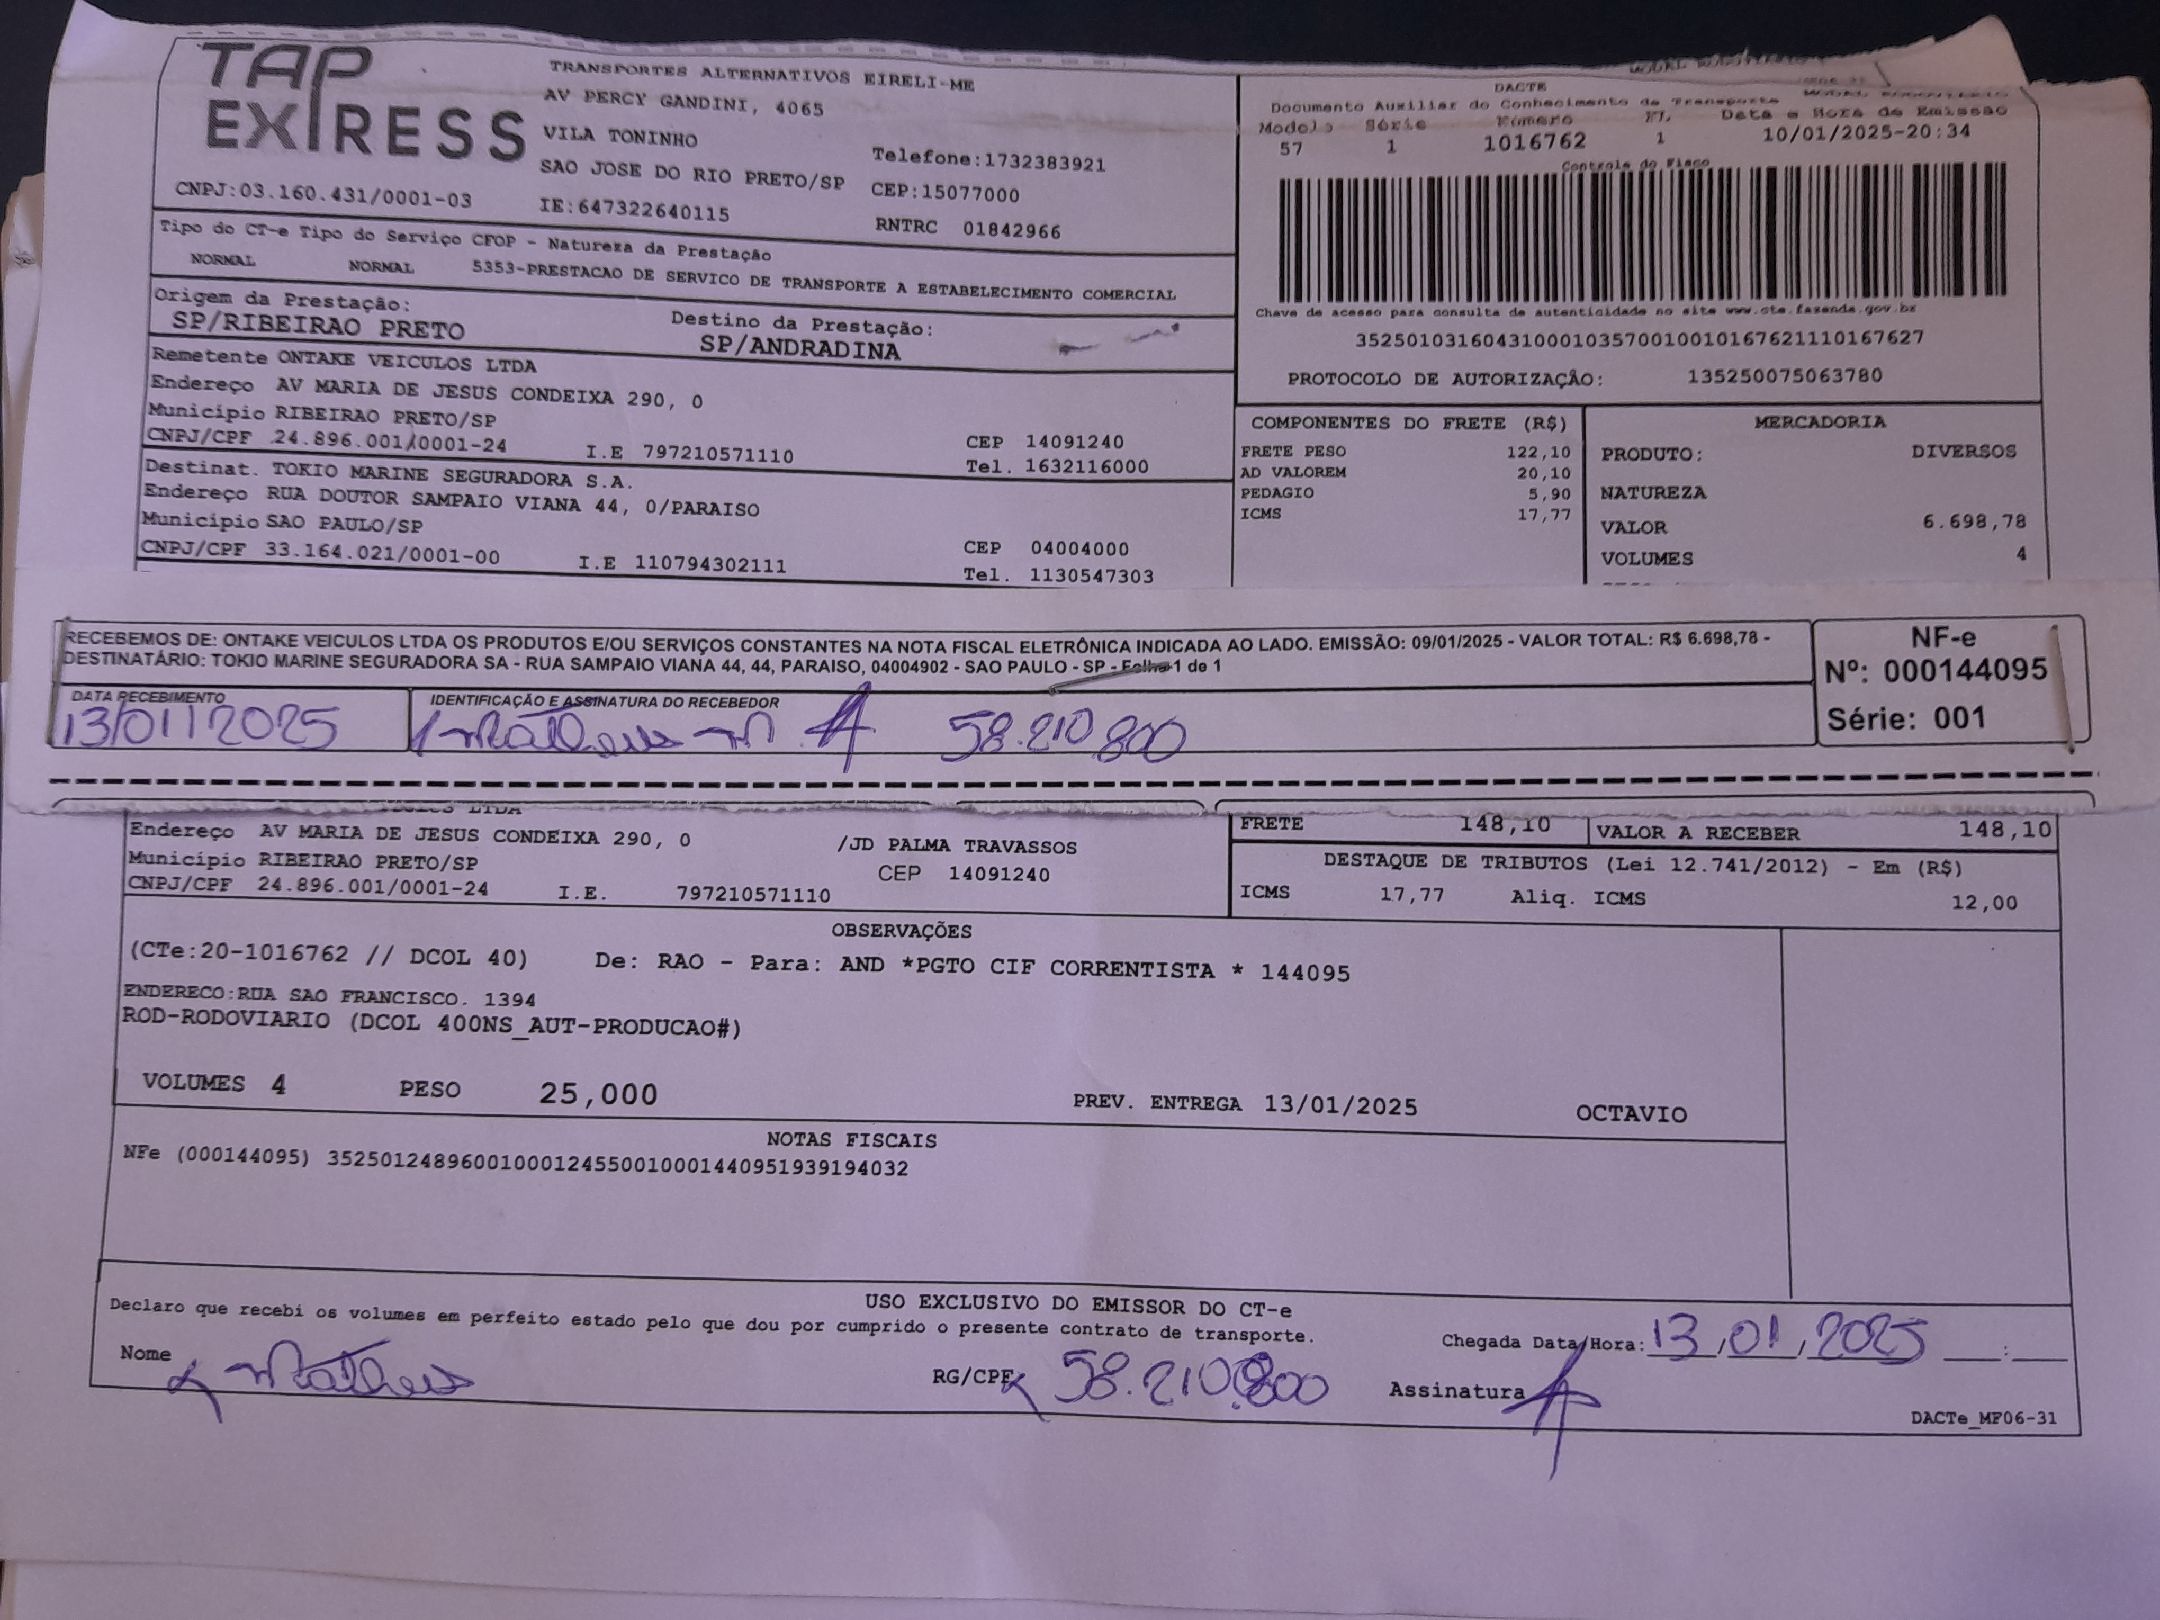 TAP EXPRESS
TRANSPORTES ALTERNATIVOS EIRELI-ME
AV PERCY GANDINI, 4065
VILA TONINHO
SAO JOSE DO RIO PRETO/SP
Telefone:1732383921
CEP:15077000
CNPJ:03.160.431/0001-03
IE:647322640115
RNTRC 01842966
DACTE
Documento Auxiliar do Conhecimento de Transporte
Modelo Série Número FL Data e Hora de Emissão
57 1 1016762 1 10/01/2025-20:34
Controle do Fisco
Chave de acesso para consulta de autenticidade no site www.cte.fazenda.gov.br
35250103160431000103570010010167621110167627
PROTOCOLO DE AUTORIZAÇÃO: 135250075063780
Tipo do CT-e Tipo do Serviço CFOP - Natureza da Prestação
NORMAL NORMAL 5353-PRESTACAO DE SERVICO DE TRANSPORTE A ESTABELECIMENTO COMERCIAL
Origem da Prestação: Destino da Prestação:
SP/RIBEIRAO PRETO SP/ANDRADINA
Remetente ONTAKE VEICULOS LTDA
Endereço AV MARIA DE JESUS CONDEIXA 290, 0
Município RIBEIRAO PRETO/SP CEP 14091240
CNPJ/CPF 24.896.001/0001-24 I.E 797210571110 Tel. 1632116000
Destinat. TOKIO MARINE SEGURADORA S.A.
Endereço RUA DOUTOR SAMPAIO VIANA 44, 0/PARAISO
Município SAO PAULO/SP CEP 04004000
CNPJ/CPF 33.164.021/0001-00 I.E 110794302111 Tel. 1130547303
COMPONENTES DO FRETE (R$)
FRETE PESO 122,10
AD VALOREM 20,10
PEDAGIO 5,90
ICMS 17,77
MERCADORIA
PRODUTO: DIVERSOS
NATUREZA
VALOR 6.698,78
VOLUMES 4
RECEBEMOS DE: ONTAKE VEICULOS LTDA OS PRODUTOS E/OU SERVIÇOS CONSTANTES NA NOTA FISCAL ELETRÔNICA INDICADA AO LADO. EMISSÃO: 09/01/2025 - VALOR TOTAL: R$ 6.698,78 -
DESTINATÁRIO: TOKIO MARINE SEGURADORA SA - RUA SAMPAIO VIANA 44, 44, PARAISO, 04004902 - SAO PAULO - SP - Folha 1 de 1
NF-e
Nº: 000144095
Série: 001
DATA RECEBIMENTO IDENTIFICAÇÃO E ASSINATURA DO RECEBEDOR
13/01/2025 Matheus M. 58.210.800
LTDA
Endereço AV MARIA DE JESUS CONDEIXA 290, 0 /JD PALMA TRAVASSOS
Município RIBEIRAO PRETO/SP CEP 14091240
CNPJ/CPF 24.896.001/0001-24 I.E. 797210571110
FRETE 148,10 VALOR A RECEBER 148,10
DESTAQUE DE TRIBUTOS (Lei 12.741/2012) - Em (R$)
ICMS 17,77 Aliq. ICMS 12,00
OBSERVAÇÕES
(CTe:20-1016762 // DCOL 40) De: RAO - Para: AND *PGTO CIF CORRENTISTA * 144095
ENDERECO:RUA SAO FRANCISCO. 1394
ROD-RODOVIARIO (DCOL 400NS_AUT-PRODUCAO#)
VOLUMES 4 PESO 25,000 PREV. ENTREGA 13/01/2025 OCTAVIO
NOTAS FISCAIS
NFe (000144095) 35250124896001000124550010001440951939194032
USO EXCLUSIVO DO EMISSOR DO CT-e
Declaro que recebi os volumes em perfeito estado pelo que dou por cumprido o presente contrato de transporte.
Chegada Data/Hora: 13/01/2025 __:__
Nome Matheus RG/CPF 58.210.800 Assinatura
DACTe_MF06-31